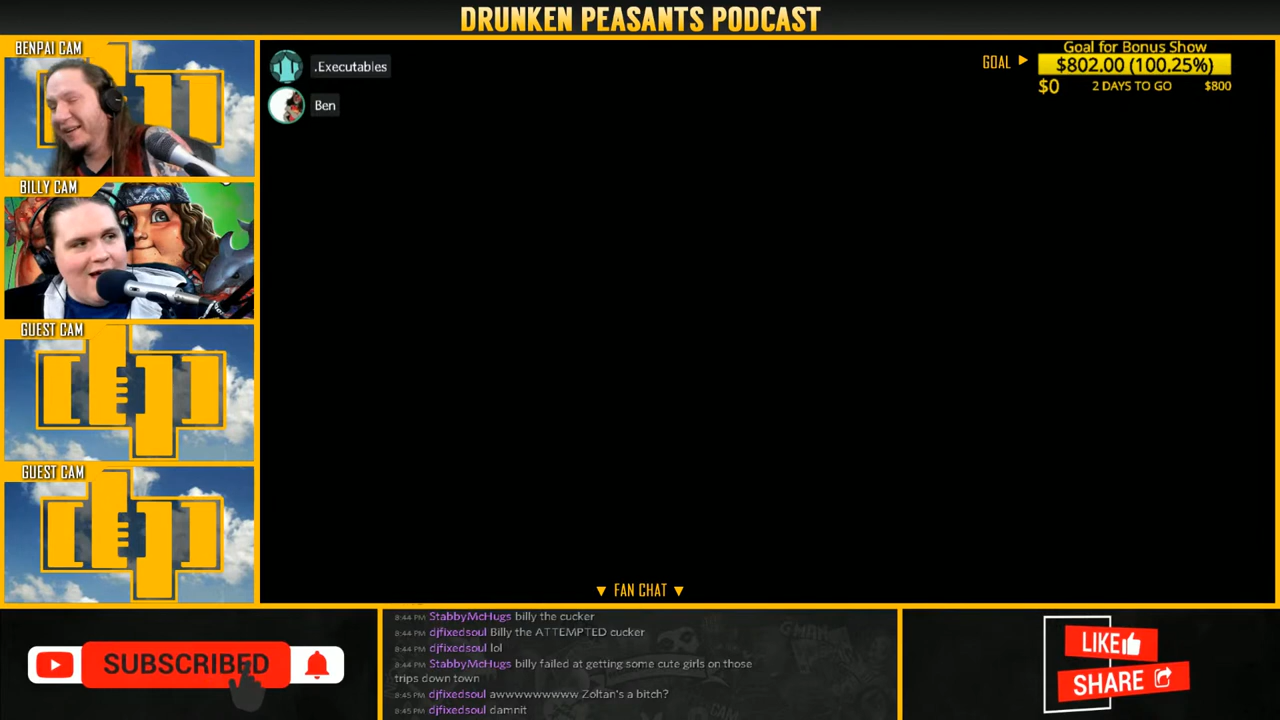 DRUNKEN PEASANTS PODCAST
BENPAI CAM
BILLY CAM
GUEST CAM
GUEST CAM
.Executables
Ben
GOAL ▶
Goal for Bonus Show
$802.00 (100.25%)
$0 2 DAYS TO GO $800
▼ FAN CHAT ▼
8:44 PM StabbyMcHugs billy the cucker
8:44 PM djfixedsoul Billy the ATTEMPTED cucker
8:44 PM djfixedsoul lol
8:44 PM StabbyMcHugs billy failed at getting some cute girls on those
trips down town
8:45 PM djfixedsoul awwwwwwwww Zoltan's a bitch?
8:45 PM djfixedsoul damnit
SUBSCRIBED
LIKE
SHARE